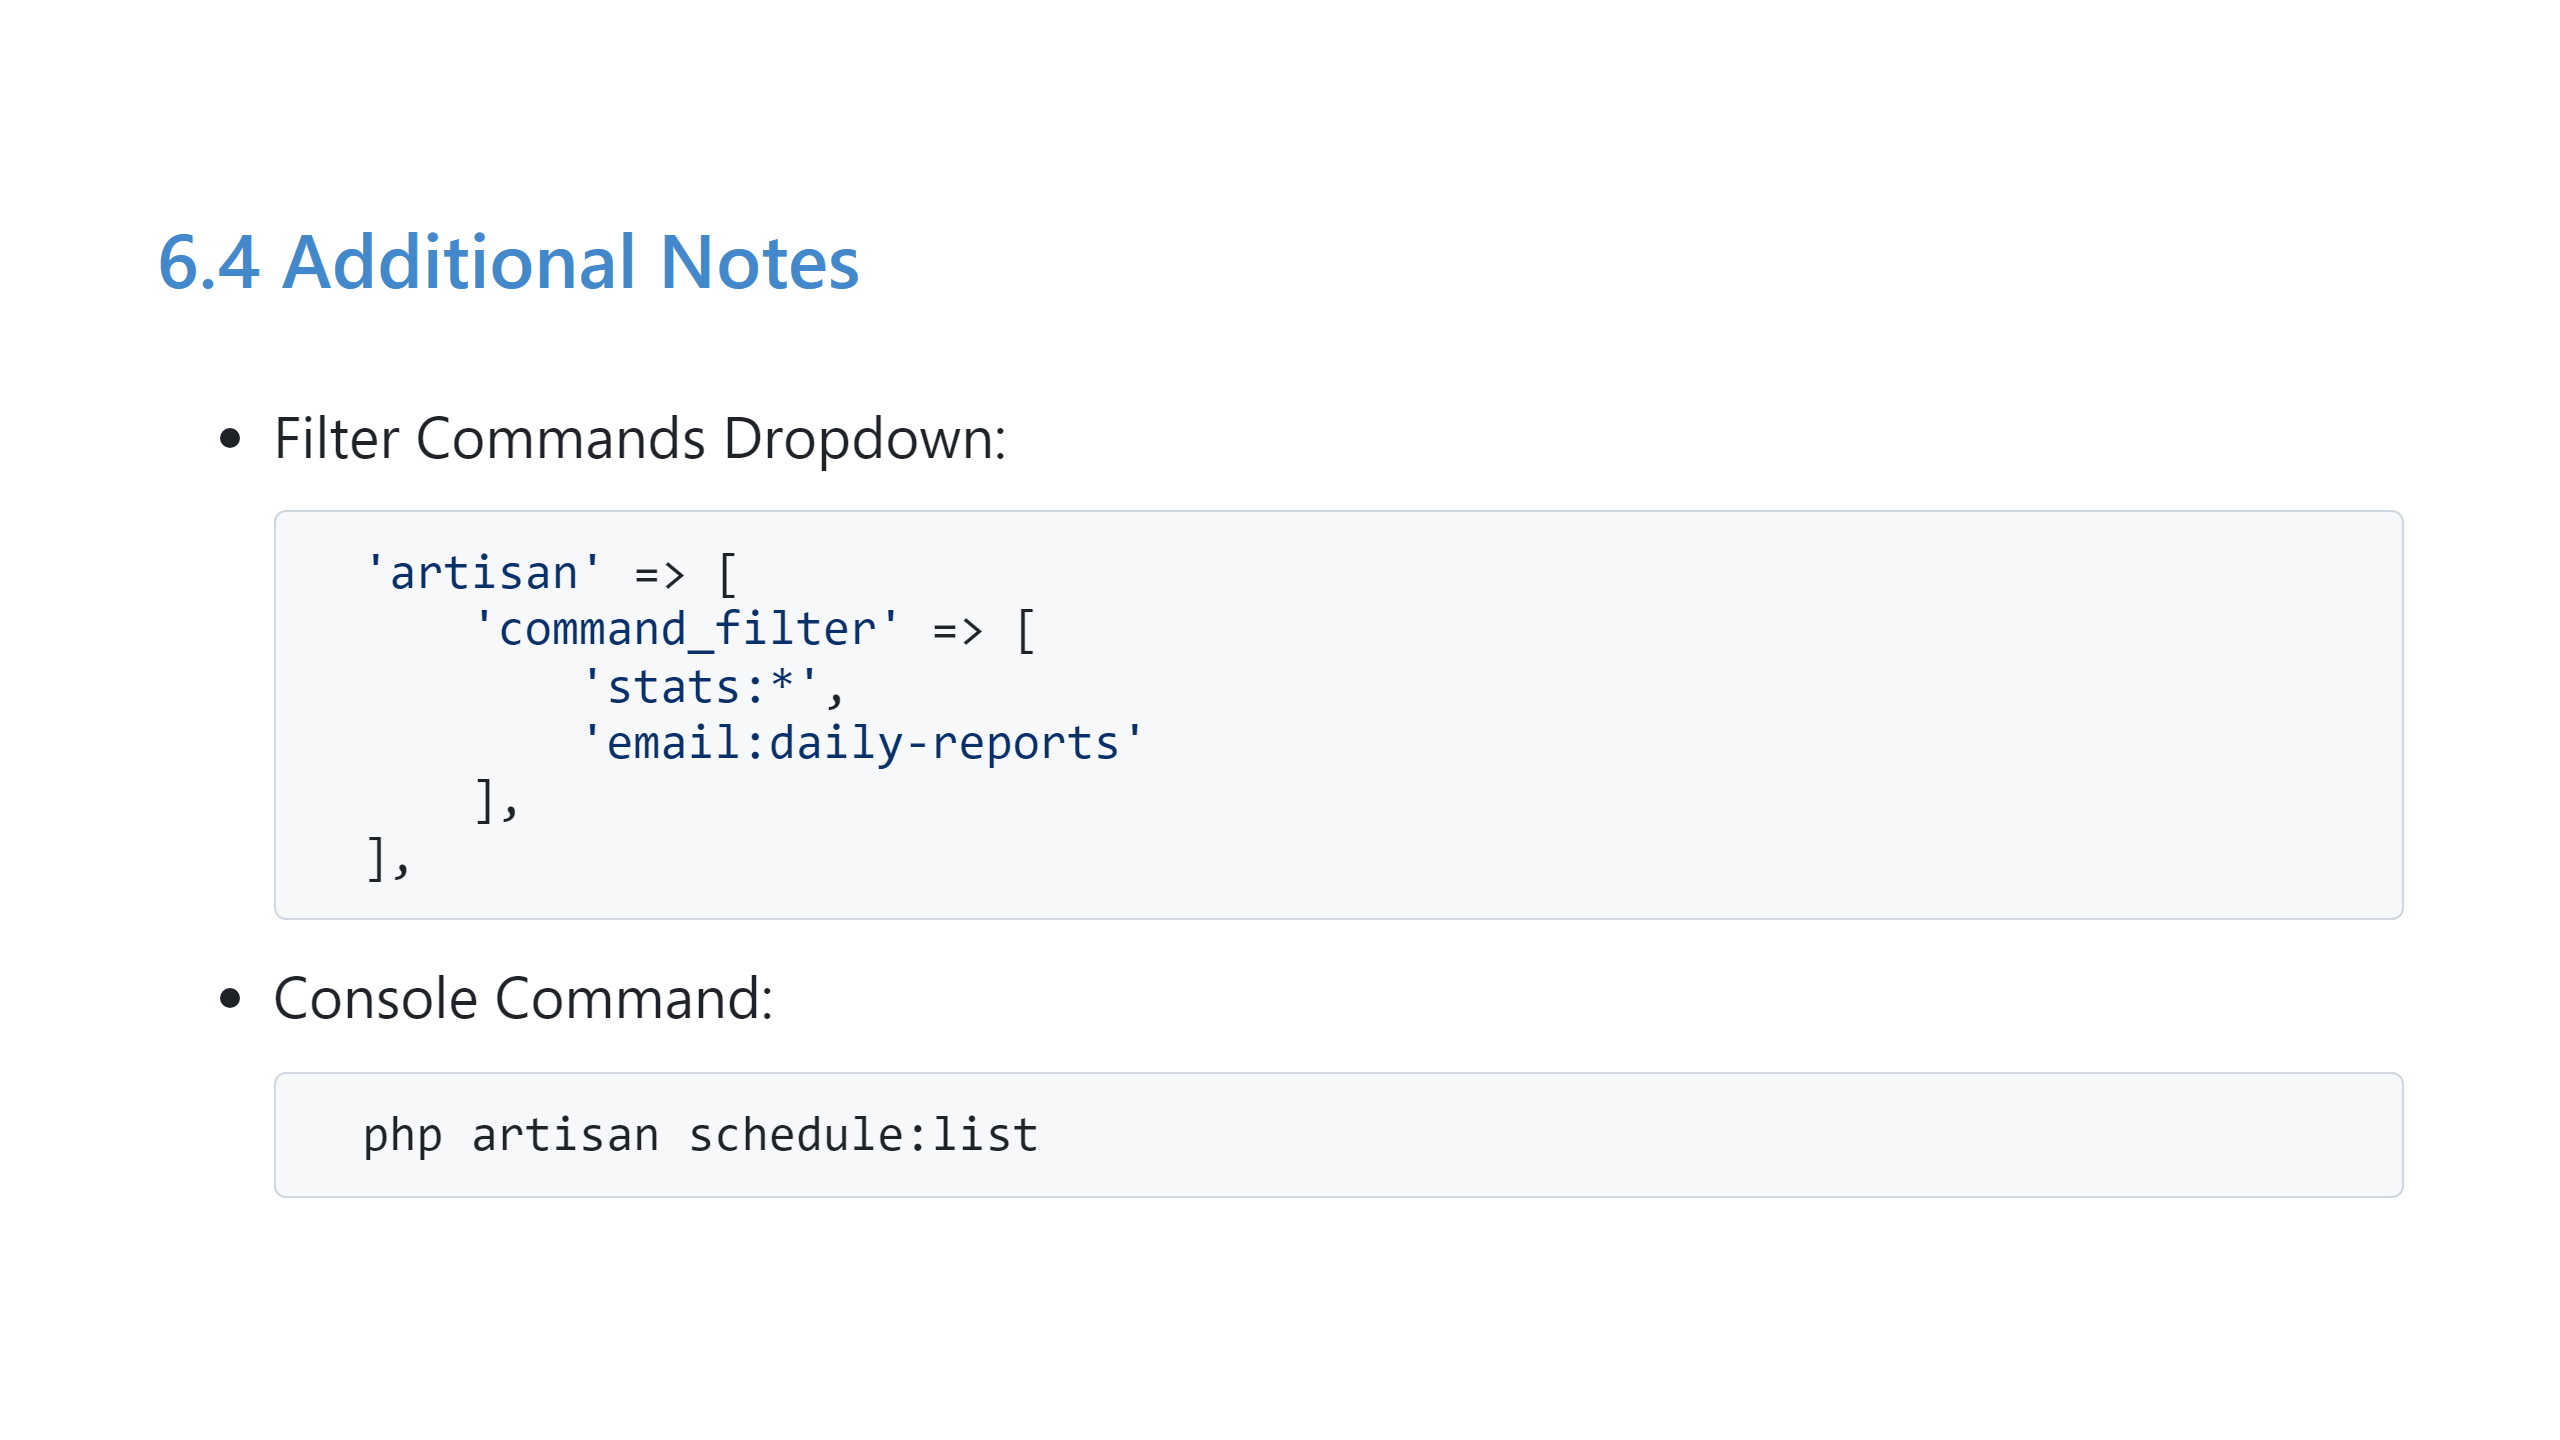 6.4 Additional Notes
• Filter Commands Dropdown:
'artisan' => [
    'command_filter' => [
        'stats:*',
        'email:daily-reports'
    ],
],
• Console Command:
php artisan schedule:list